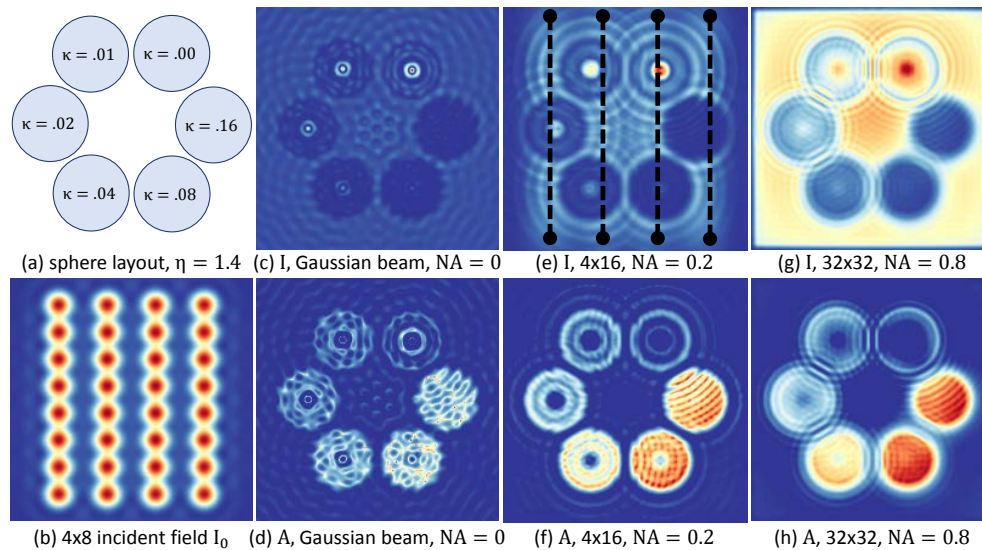 κ = .01
κ = .00
κ = .02
κ = .16
κ = .04
κ = .08
(a) sphere layout, η = 1.4
(c) I, Gaussian beam, NA = 0
(e) I, 4x16, NA = 0.2
(g) I, 32x32, NA = 0.8
(b) 4x8 incident field I₀
(d) A, Gaussian beam, NA = 0
(f) A, 4x16, NA = 0.2
(h) A, 32x32, NA = 0.8